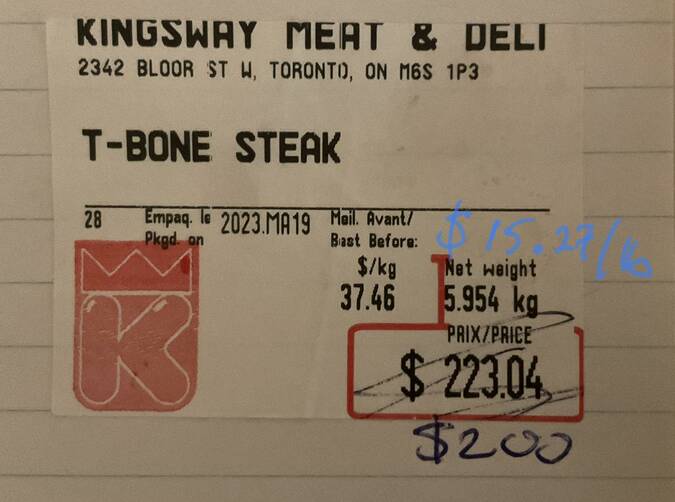 KINGSWAY MEAT & DELI
2342 BLOOR ST W, TORONTO, ON M6S 1P3
T-BONE STEAK
28 Empaq. le 2023.MA19 Meil. Avant/
Pkgd. on Best Before:
$15.27/lb
$/kg Net weight
37.46 5.954 kg
PRIX/PRICE
$ 223.04
$200
K